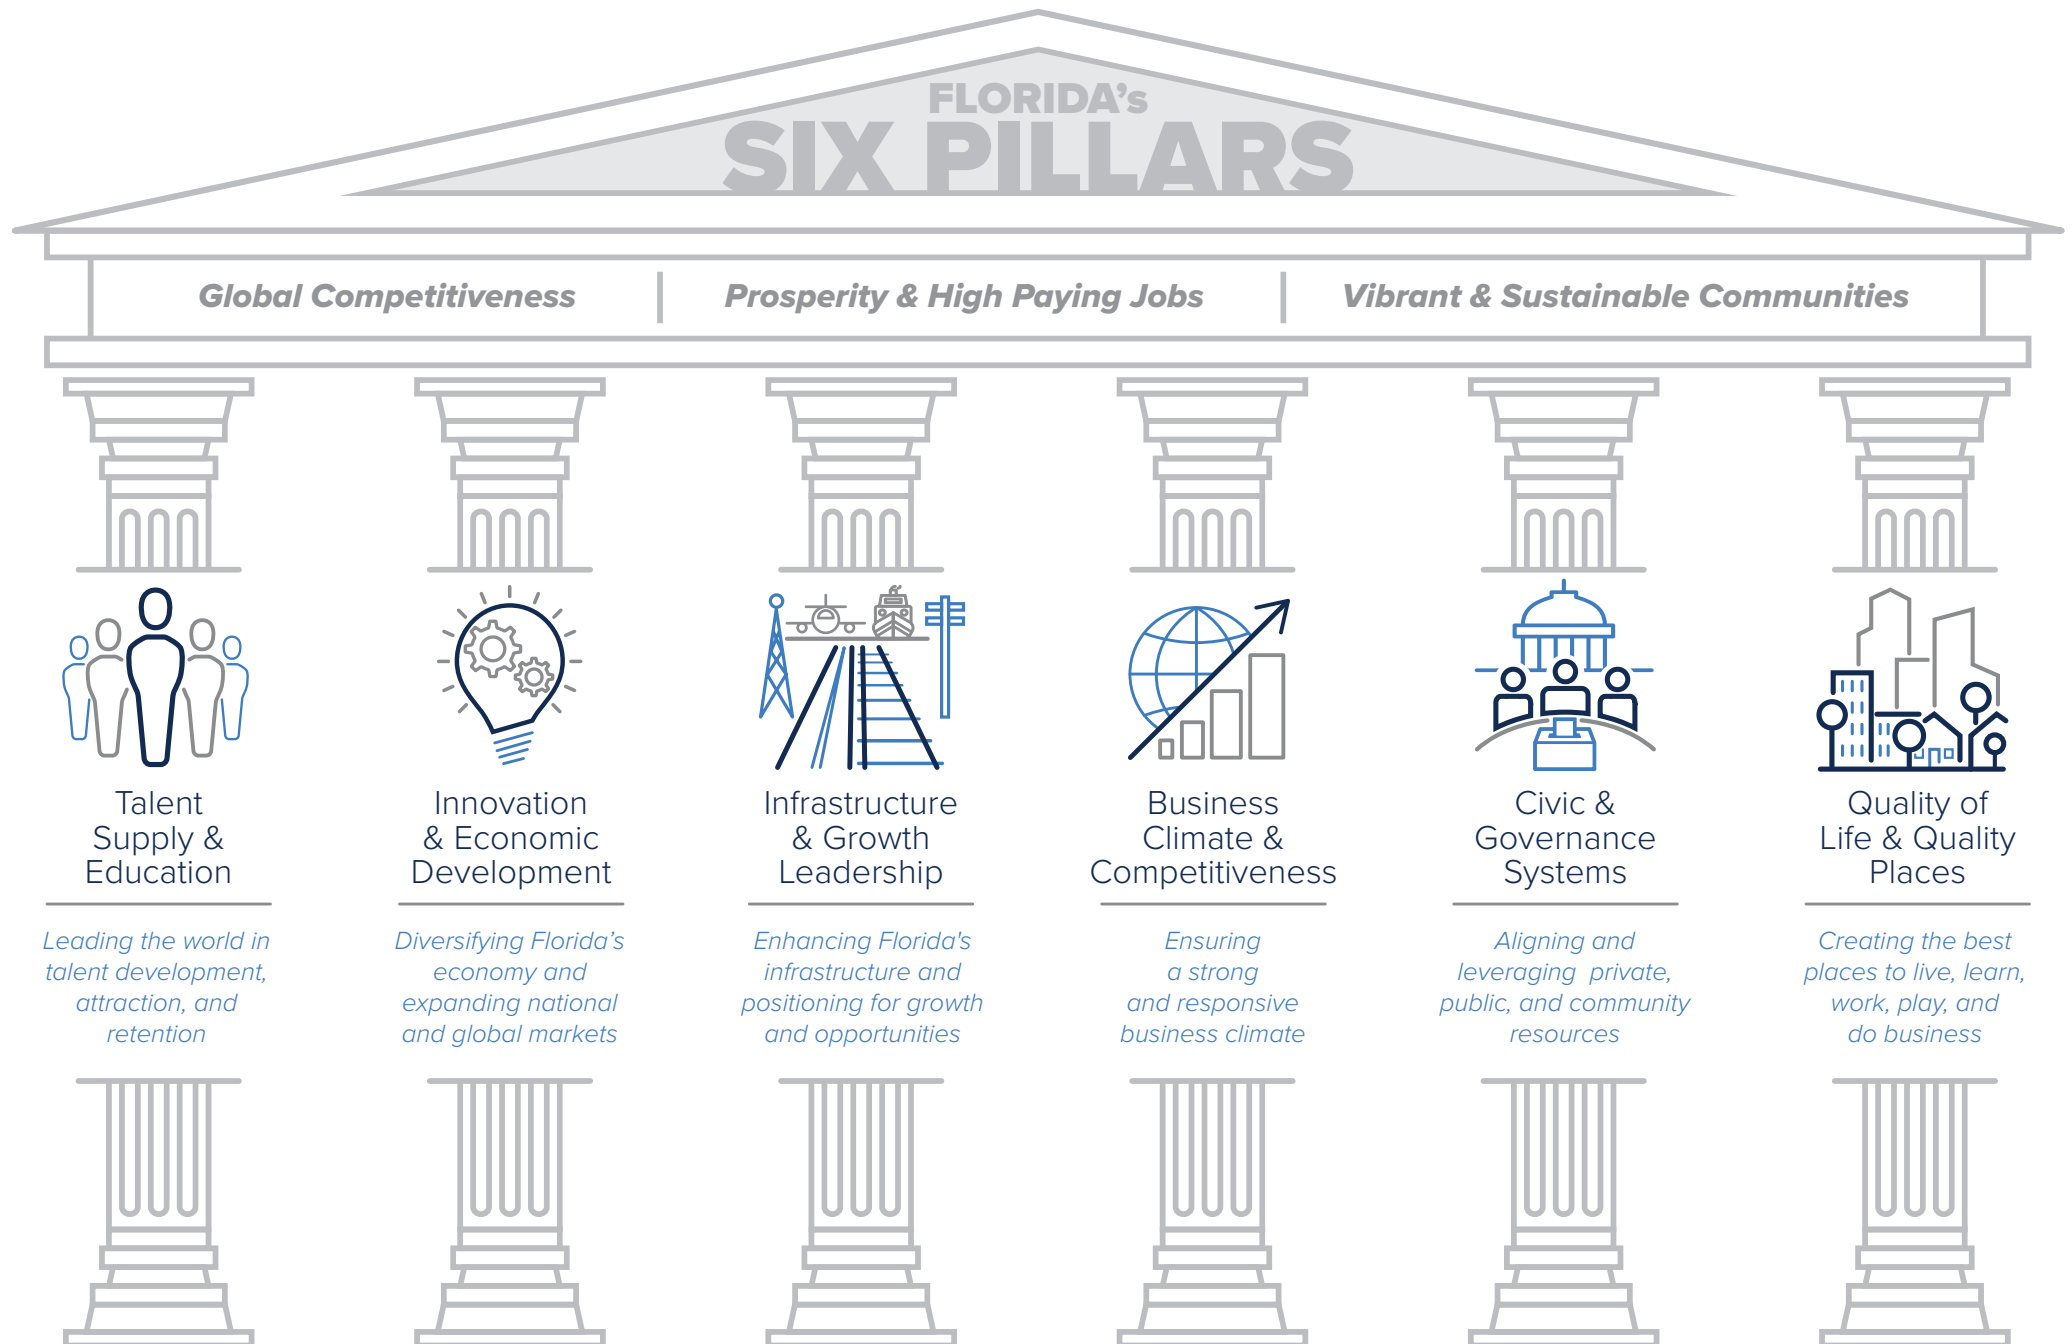 FLORIDA's
SIX PILLARS
Global Competitiveness
Prosperity & High Paying Jobs
Vibrant & Sustainable Communities
Talent
Supply &
Education
Leading the world in
talent development,
attraction, and
retention
Innovation
& Economic
Development
Diversifying Florida’s
economy and
expanding national
and global markets
Infrastructure
& Growth
Leadership
Enhancing Florida's
infrastructure and
positioning for growth
and opportunities
Business
Climate &
Competitiveness
Ensuring
a strong
and responsive
business climate
Civic &
Governance
Systems
Aligning and
leveraging private,
public, and community
resources
Quality of
Life & Quality
Places
Creating the best
places to live, learn,
work, play, and
do business